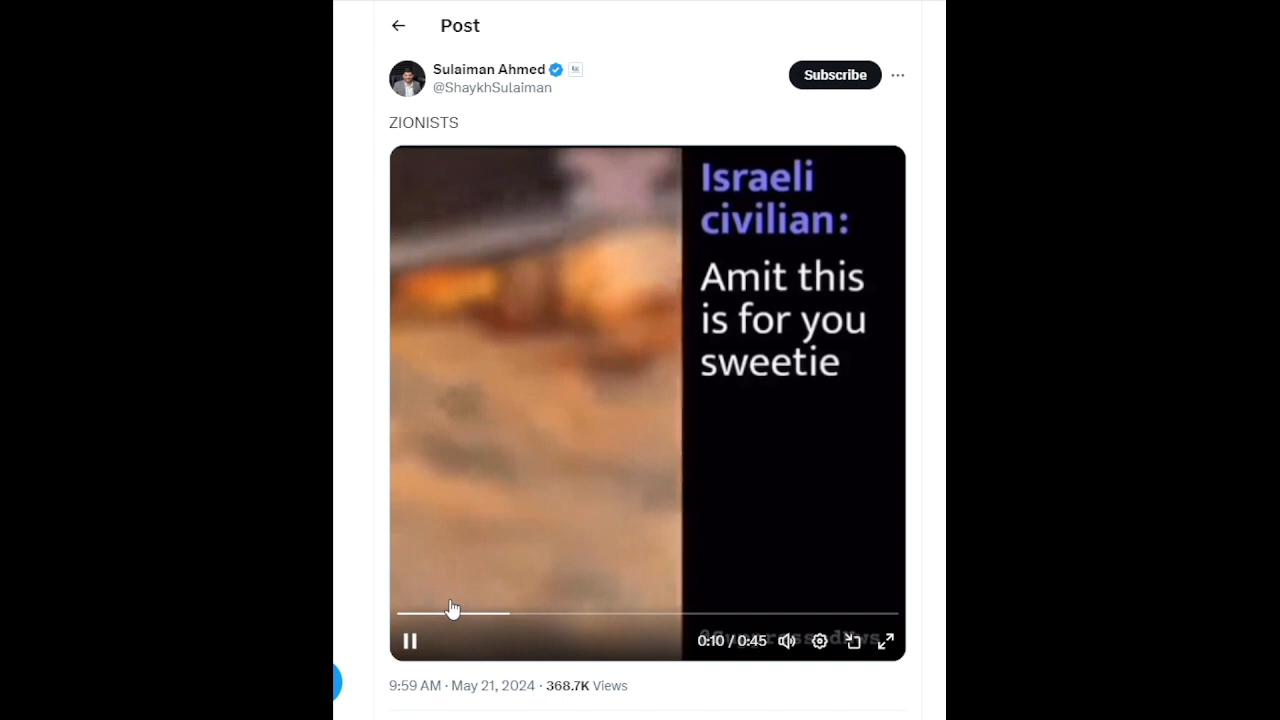 Post
Sulaiman Ahmed
@ShaykhSulaiman
Subscribe
ZIONISTS
Israeli
civilian:
Amit this
is for you
sweetie
0:10 / 0:45
9:59 AM · May 21, 2024 · 368.7K Views